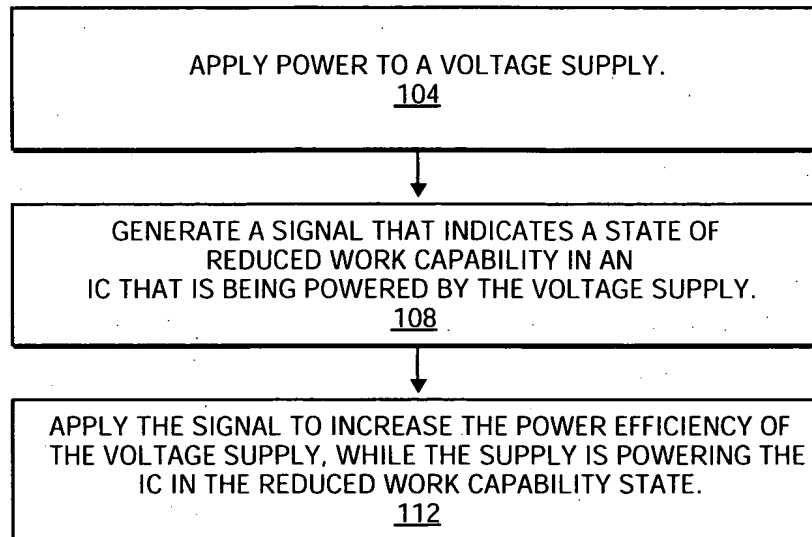 APPLY POWER TO A VOLTAGE SUPPLY.
104
GENERATE A SIGNAL THAT INDICATES A STATE OF
REDUCED WORK CAPABILITY IN AN
IC THAT IS BEING POWERED BY THE VOLTAGE SUPPLY.
108
APPLY THE SIGNAL TO INCREASE THE POWER EFFICIENCY OF
THE VOLTAGE SUPPLY, WHILE THE SUPPLY IS POWERING THE
IC IN THE REDUCED WORK CAPABILITY STATE.
112